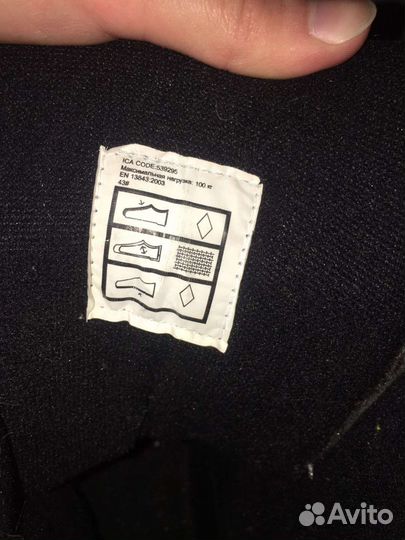 ICA CODE:539295
Максимальная нагрузка: 100 кг
EN 13843:2003
43#
Avito